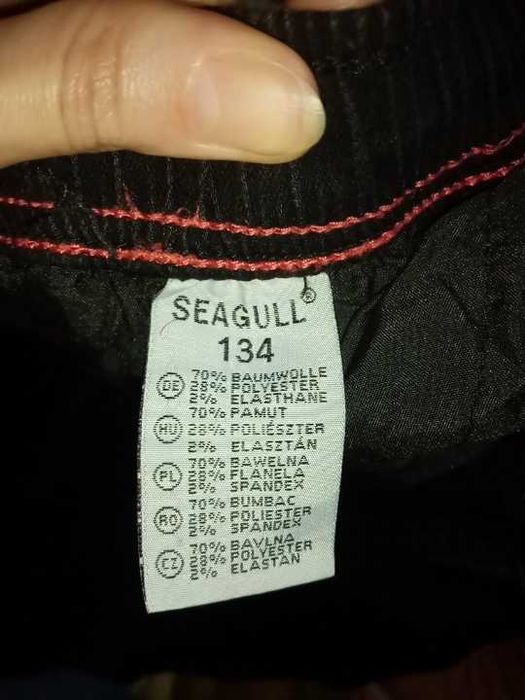 SEAGULL®
134
DE 70% BAUMWOLLE
28% POLYESTER
2% ELASTHANE
HU 70% PAMUT
28% POLIÉSZTER
2% ELASZTÁN
PL 70% BAWELNA
28% FLANELA
2% SPANDEX
RO 70% BUMBAC
28% POLIESTER
2% SPANDEX
CZ 70% BAVLNA
28% POLYESTER
2% ELASTAN